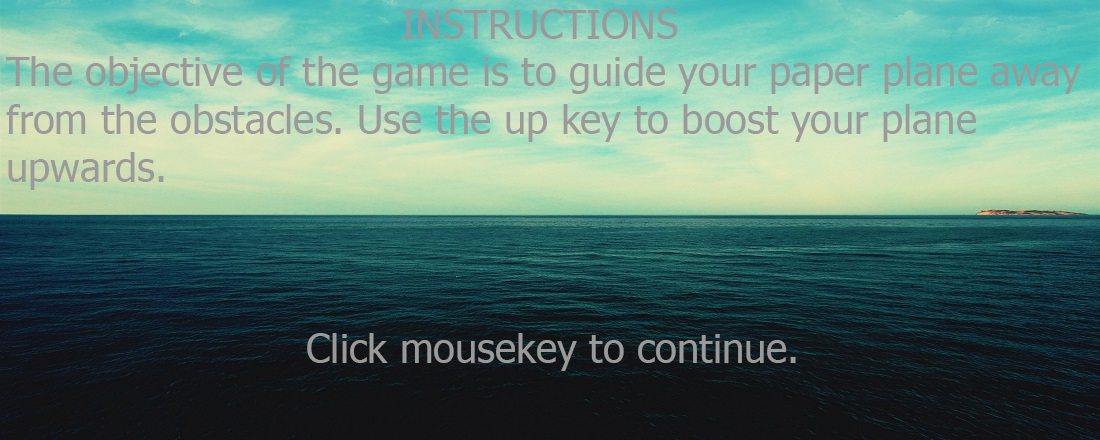 INSTRUCTIONS
The objective of the game is to guide your paper plane away
from the obstacles. Use the up key to boost your plane
upwards.
Click mousekey to continue.